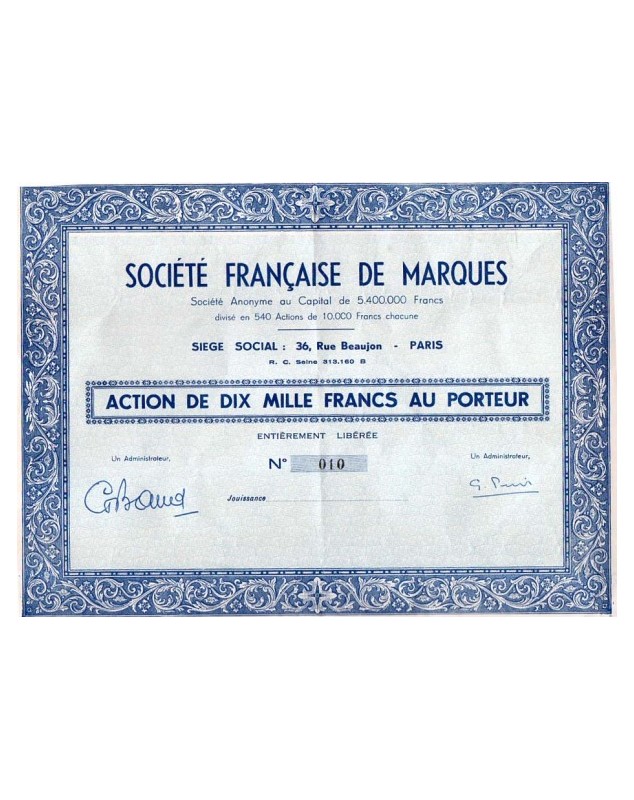 SOCIÉTÉ FRANÇAISE DE MARQUES
Société Anonyme au Capital de 5.400.000 Francs
divisé en 540 Actions de 10.000 Francs chacune
SIEGE SOCIAL : 36, Rue Beaujon - PARIS
R. C. Seine 313.160 B
ACTION DE DIX MILLE FRANCS AU PORTEUR
ENTIÈREMENT LIBÉRÉE
Un Administrateur,
N° 010
Un Administrateur,
Jouissance